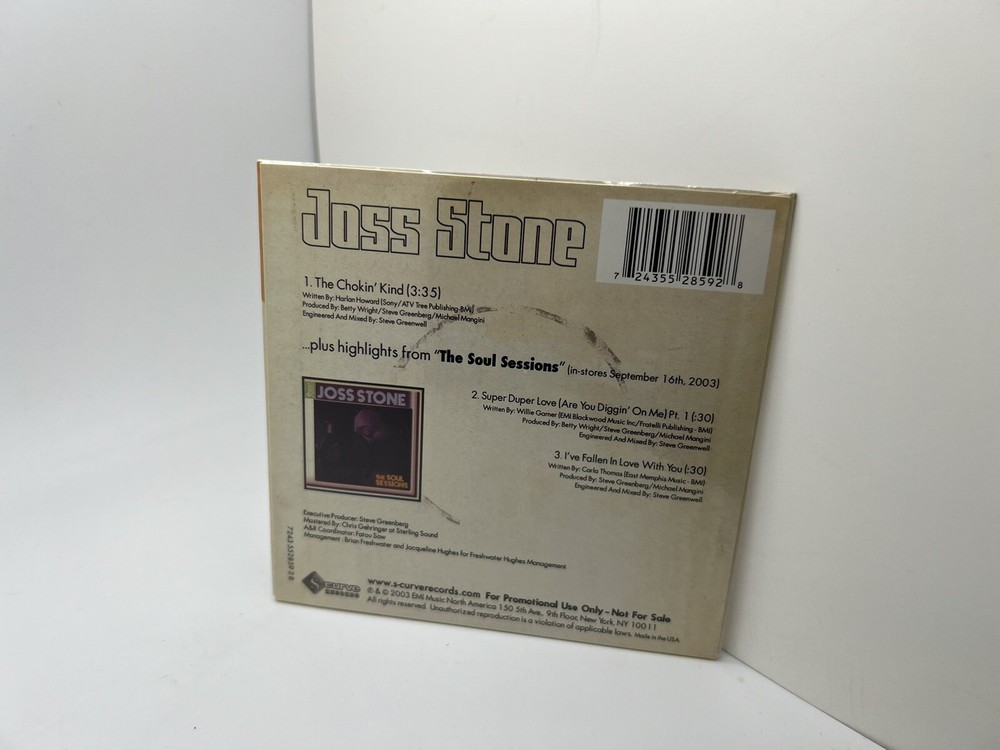 Joss Stone
7 24355 28592 8
1. The Chokin' Kind (3:35)
Written By: Harlan Howard (Sony/ATV Tree Publishing-BMI)
Produced By: Betty Wright/Steve Greenberg/Michael Mangini
Engineered And Mixed By: Steve Greenwell
...plus highlights from "The Soul Sessions" (in-stores September 16th, 2003)
JOSS STONE
THE SOUL
SESSIONS
2. Super Duper Love (Are You Diggin' On Me) Pt. 1 (:30)
Written By: Willie Garner (EMI Blackwood Music Inc/Fratelli Publishing - BMI)
Produced By: Betty Wright/Steve Greenberg/Michael Mangini
Engineered And Mixed By: Steve Greenwell
3. I've Fallen In Love With You (:30)
Written By: Carla Thomas (East Memphis Music - BMI)
Produced By: Steve Greenberg/Michael Mangini
Engineered And Mixed By: Steve Greenwell
Executive Producer: Steve Greenberg
Mastered By: Chris Gehringer at Sterling Sound
A&R Coordinator: Fatou Saw
Management: Brian Freshwater and Jacqueline Hughes for Freshwater Hughes Management
S-curve
RECORDS
www.s-curverecords.com For Promotional Use Only - Not For Sale
℗ & © 2003 EMI Music North America 150 5th Ave., 9th Floor, New York, NY 10011
All rights reserved. Unauthorized reproduction is a violation of applicable laws. Made in the USA